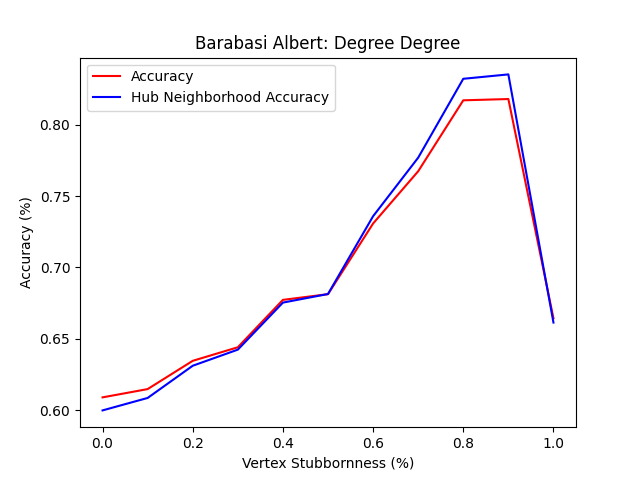 Barabasi Albert: Degree Degree
Accuracy
Hub Neighborhood Accuracy
Accuracy (%)
0.80
0.75
0.70
0.65
0.60
0.0 0.2 0.4 0.6 0.8 1.0
Vertex Stubbornness (%)